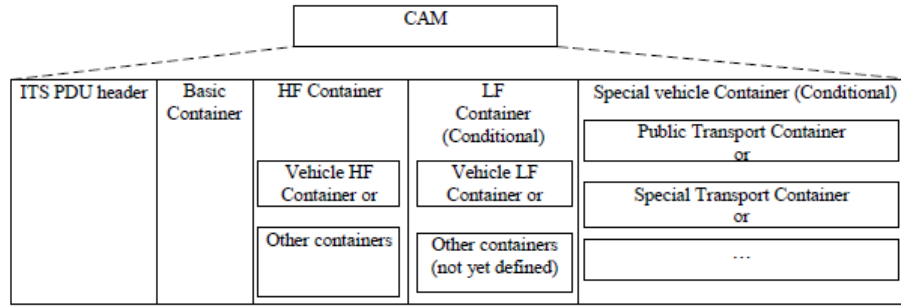 CAM
ITS PDU header
Basic
Container
HF Container
Vehicle HF
Container or
Other containers
LF
Container
(Conditional)
Vehicle LF
Container or
Other containers
(not yet defined)
Special vehicle Container (Conditional)
Public Transport Container
or
Special Transport Container
or
…